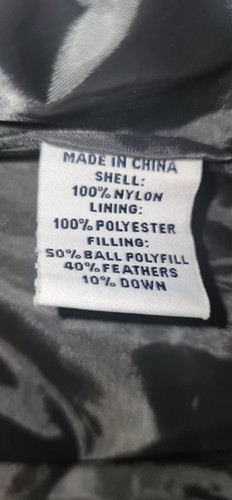 MADE IN CHINA
SHELL:
100% NYLON
LINING:
100% POLYESTER
FILLING:
50% BALL POLYFILL
40% FEATHERS
10% DOWN